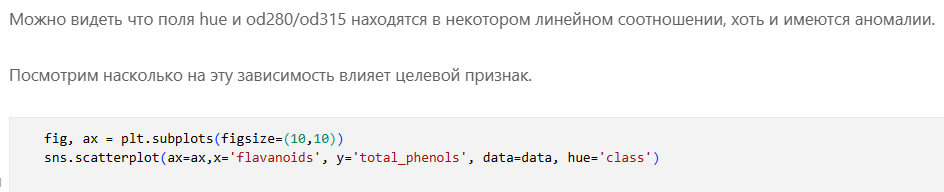 Можно видеть что поля hue и od280/od315 находятся в некотором линейном соотношении, хоть и имеются аномалии.
Посмотрим насколько на эту зависимость влияет целевой признак.
fig, ax = plt.subplots(figsize=(10,10))
sns.scatterplot(ax=ax,x='flavanoids', y='total_phenols', data=data, hue='class')